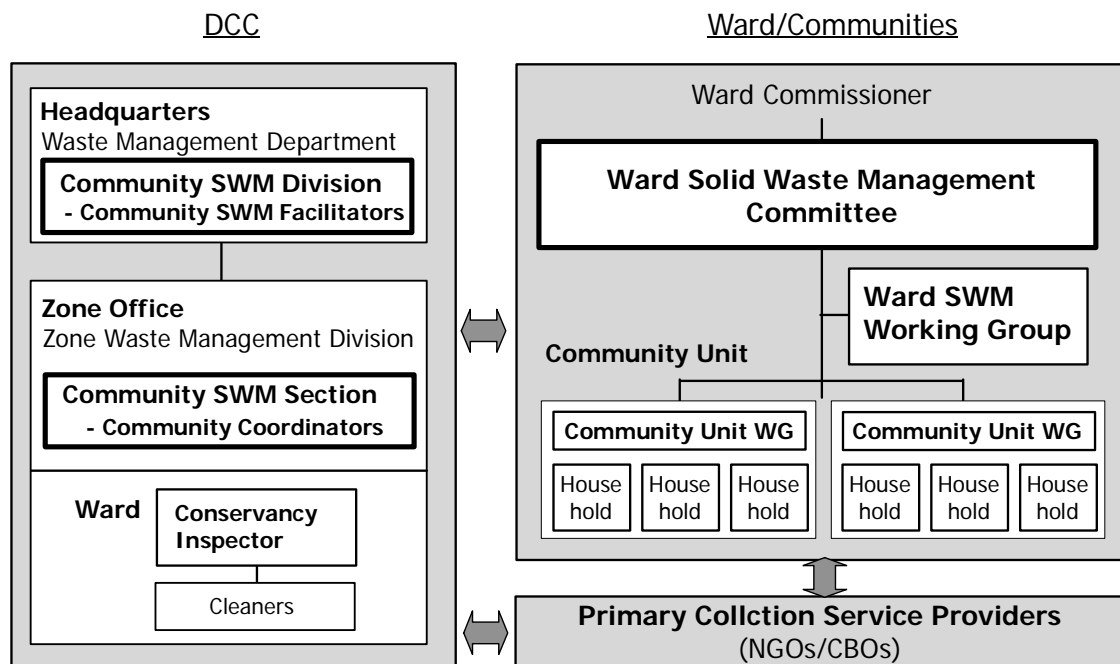 DCC
Headquarters
Waste Management Department
Community SWM Division
- Community SWM Facilitators
Zone Office
Zone Waste Management Division
Community SWM Section
- Community Coordinators
Ward
Conservancy
Inspector
Cleaners
Ward/Communities
Ward Commissioner
Ward Solid Waste Management
Committee
Ward SWM
Working Group
Community Unit
Community Unit WG
House
hold
House
hold
House
hold
Community Unit WG
House
hold
House
hold
House
hold
Primary Collction Service Providers
(NGOs/CBOs)